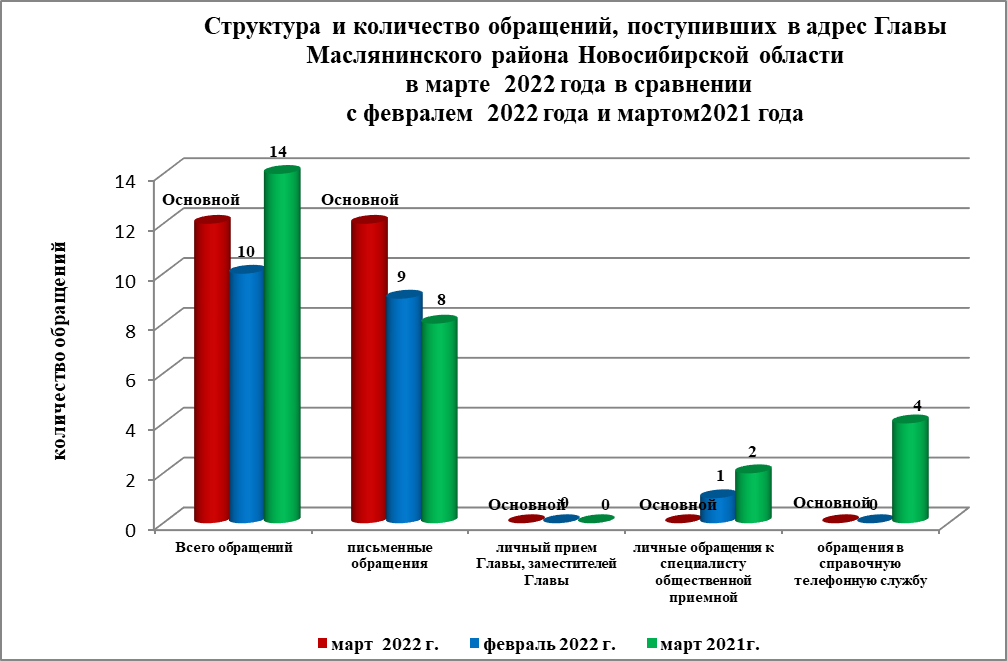 Структура и количество обращений, поступивших в адрес Главы
Маслянинского района Новосибирской области
в марте 2022 года в сравнении
с февралем 2022 года и мартом2021 года
количество обращений
14
12
10
8
6
4
2
0
Основной
10
14
Основной
9
8
Основной
0
0
Основной
1
2
Основной
0
4
Всего обращений
письменные
обращения
личный прием
Главы, заместителей
Главы
личные обращения к
специалисту
общественной
приемной
обращения в
справочную
телефонную службу
март 2022 г.
февраль 2022 г.
март 2021г.